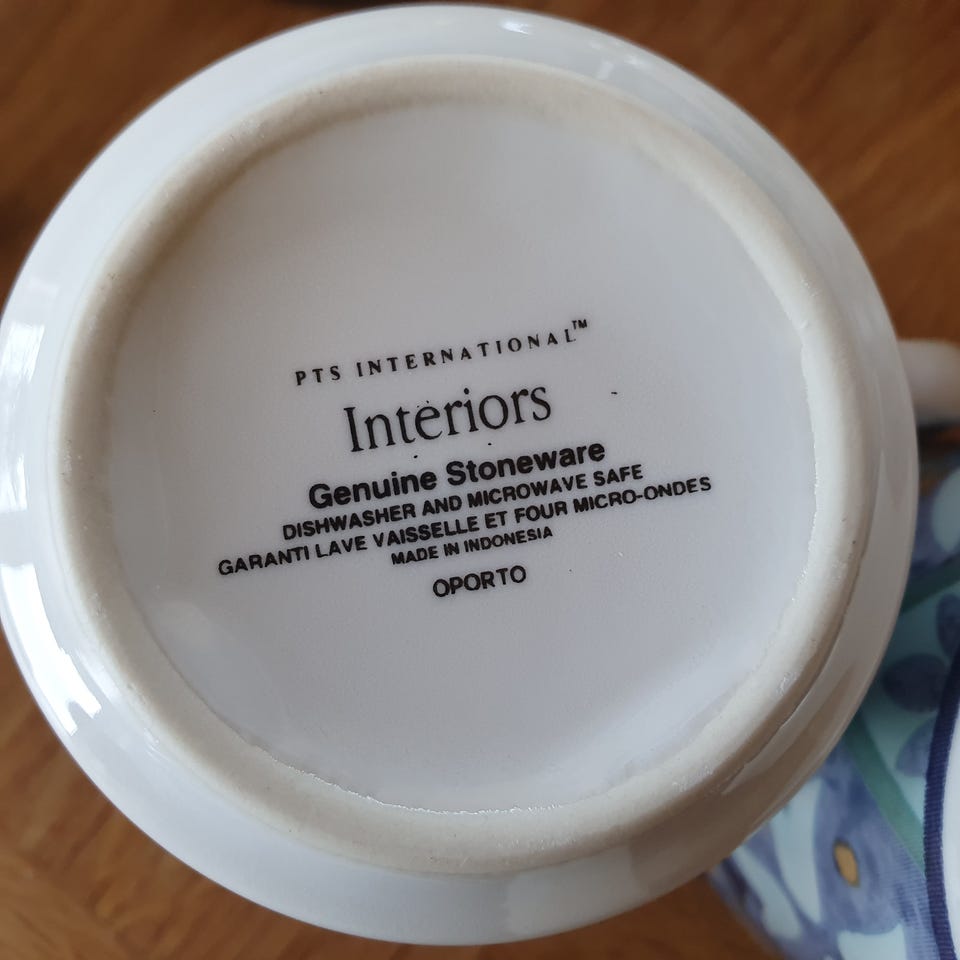 PTS INTERNATIONAL™
Interiors
Genuine Stoneware
DISHWASHER AND MICROWAVE SAFE
GARANTI LAVE VAISSELLE ET FOUR MICRO-ONDES
MADE IN INDONESIA
OPORTO